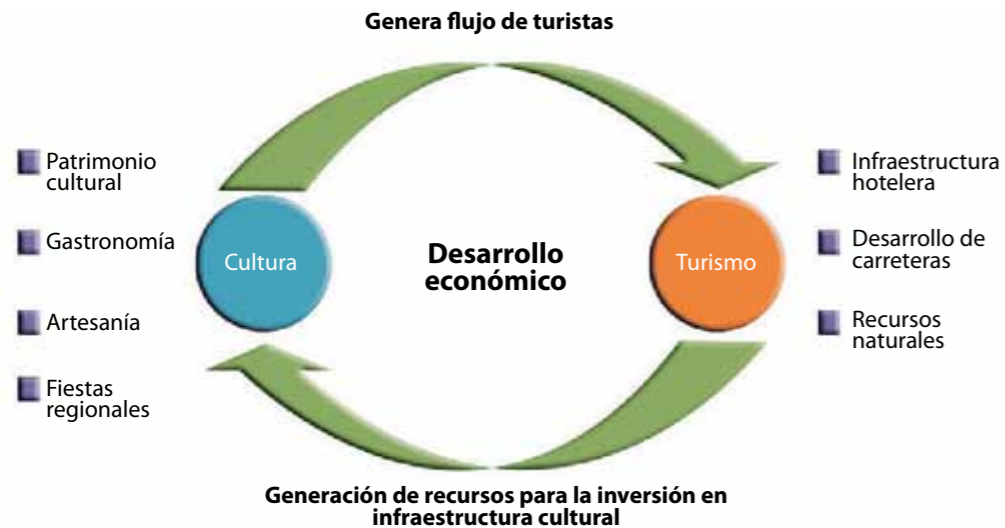 Genera flujo de turistas
Patrimonio
cultural
Gastronomía
Artesanía
Fiestas
regionales
Cultura
Desarrollo
económico
Turismo
Infraestructura
hotelera
Desarrollo de
carreteras
Recursos
naturales
Generación de recursos para la inversión en
infraestructura cultural